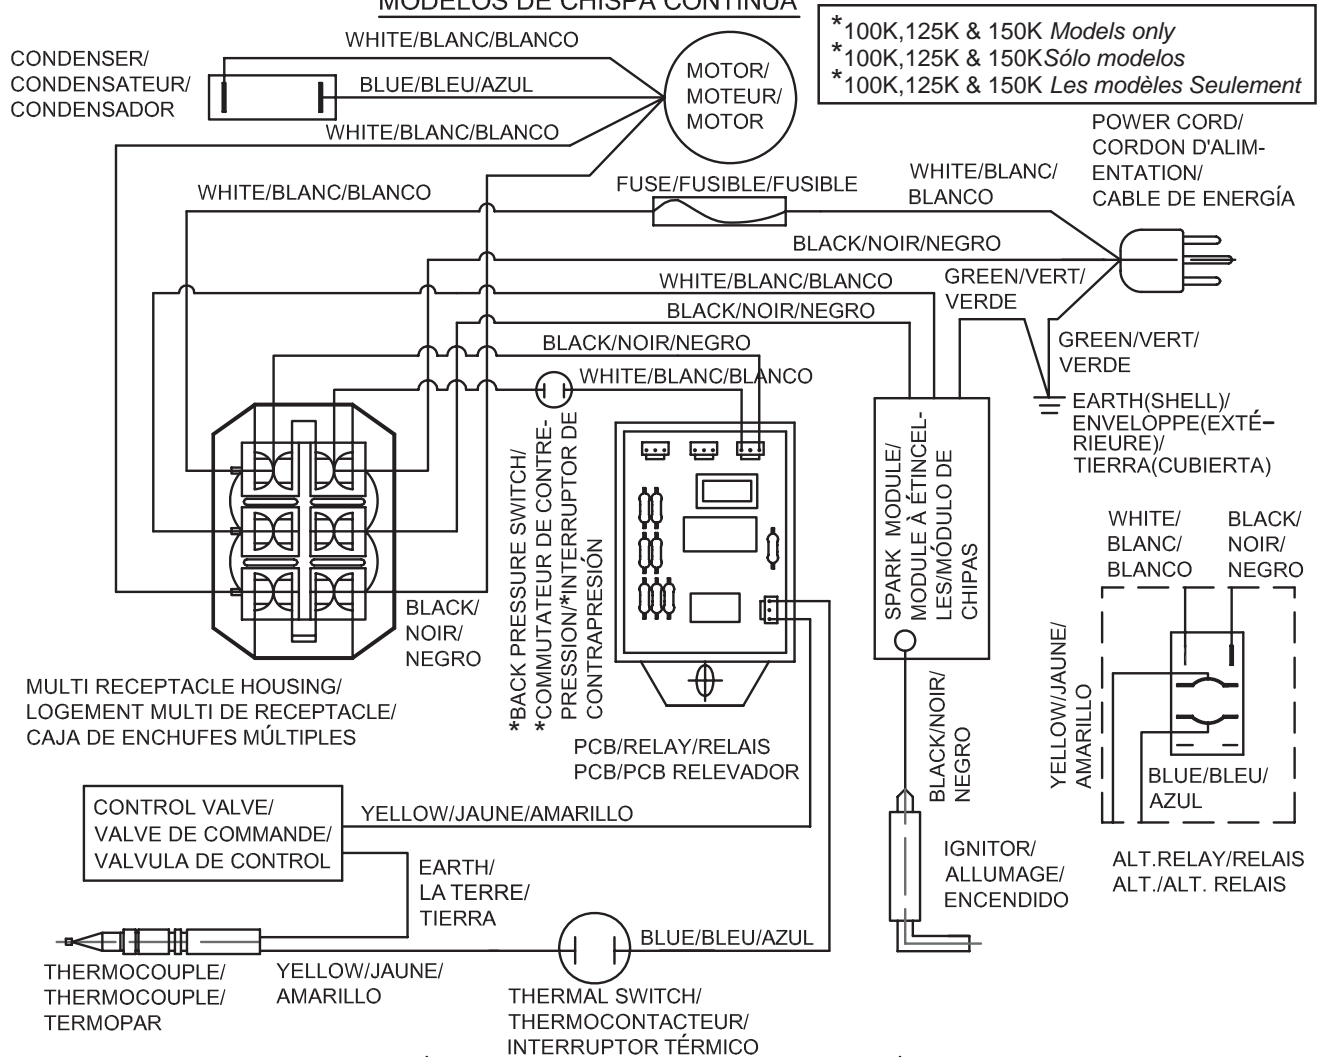 MODELOS DE CHISPA CONTINUA
*100K,125K & 150K Models only
*100K,125K & 150KSólo modelos
*100K,125K & 150K Les modèles Seulement
CONDENSER/
CONDENSATEUR/
CONDENSADOR
WHITE/BLANC/BLANCO
BLUE/BLEU/AZUL
WHITE/BLANC/BLANCO
MOTOR/
MOTEUR/
MOTOR
POWER CORD/
CORDON D'ALIM-
ENTATION/
CABLE DE ENERGÍA
WHITE/BLANC/BLANCO
FUSE/FUSIBLE/FUSIBLE
WHITE/BLANC/
BLANCO
BLACK/NOIR/NEGRO
WHITE/BLANC/BLANCO
GREEN/VERT/
VERDE
BLACK/NOIR/NEGRO
BLACK/NOIR/NEGRO
GREEN/VERT/
VERDE
WHITE/BLANC/BLANCO
EARTH(SHELL)/
ENVELOPPE(EXTÉ-
RIEURE)/
TIERRA(CUBIERTA)
*BACK PRESSURE SWITCH/
*COMMUTATEUR DE CONTRE-
PRESSION/*INTERRUPTOR DE
CONTRAPRESIÓN
SPARK MODULE/
MODULE À ÉTINCEL-
LES/MÓDULO DE
CHIPAS
WHITE/
BLANC/
BLANCO
BLACK/
NOIR/
NEGRO
BLACK/
NOIR/
NEGRO
MULTI RECEPTACLE HOUSING/
LOGEMENT MULTI DE RECEPTACLE/
CAJA DE ENCHUFES MÚLTIPLES
YELLOW/JAUNE/
AMARILLO
BLUE/BLEU/
AZUL
PCB/RELAY/RELAIS
PCB/PCB RELEVADOR
BLACK/NOIR/
NEGRO
CONTROL VALVE/
VALVE DE COMMANDE/
VALVULA DE CONTROL
YELLOW/JAUNE/AMARILLO
EARTH/
LA TERRE/
TIERRA
IGNITOR/
ALLUMAGE/
ENCENDIDO
ALT.RELAY/RELAIS
ALT./ALT. RELAIS
BLUE/BLEU/AZUL
THERMOCOUPLE/
THERMOCOUPLE/
TERMOPAR
YELLOW/JAUNE/
AMARILLO
THERMAL SWITCH/
THERMOCONTACTEUR/
INTERRUPTOR TÉRMICO